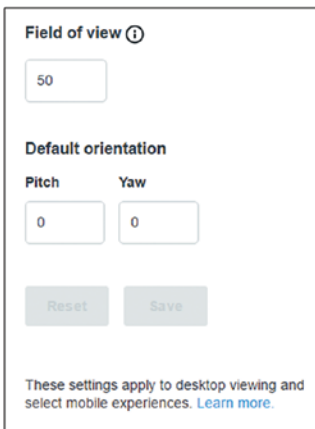 Field of view
50
Default orientation
Pitch Yaw
0 0
Reset Save
These settings apply to desktop viewing and
select mobile experiences. Learn more.